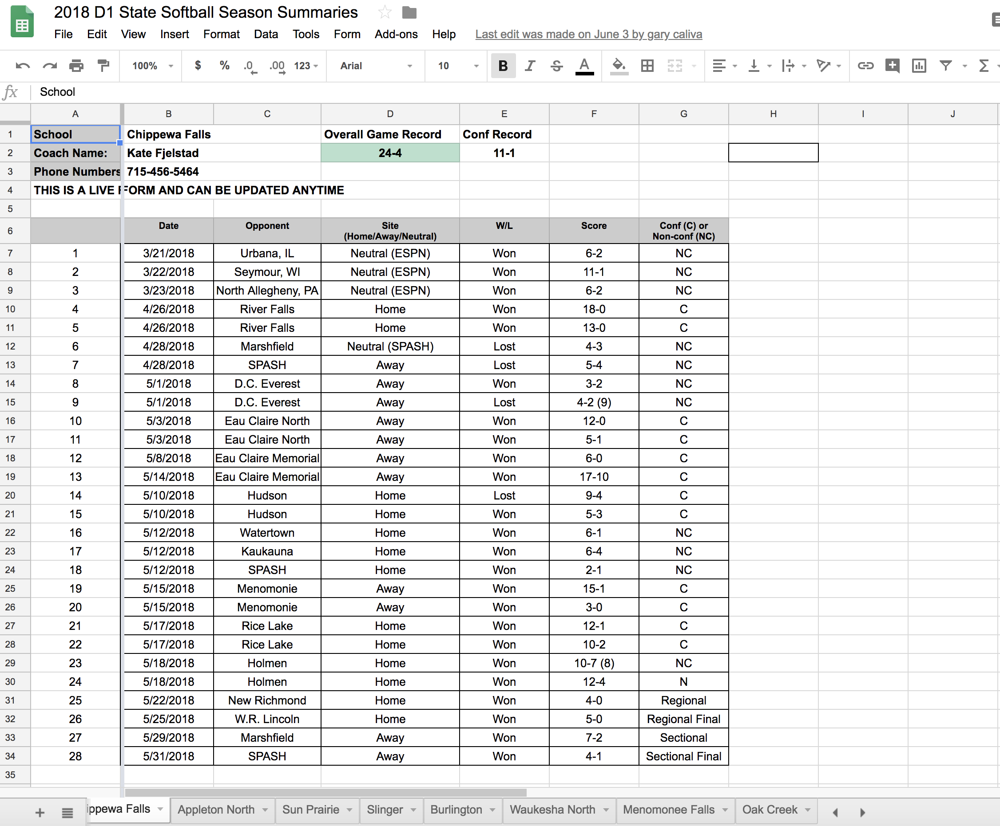 2018 D1 State Softball Season Summaries
File Edit View Insert Format Data Tools Form Add-ons Help Last edit was made on June 3 by gary caliva
100% $ % .0 .00 123 Arial 10 B I S A Σ
fx School
A B C D E F G H I J
1 School Chippewa Falls Overall Game Record Conf Record
2 Coach Name: Kate Fjelstad 24-4 11-1
3 Phone Numbers 715-456-5464
4 THIS IS A LIVE FORM AND CAN BE UPDATED ANYTIME
5
6 Date Opponent Site (Home/Away/Neutral) W/L Score Conf (C) or Non-conf (NC)
7 1 3/21/2018 Urbana, IL Neutral (ESPN) Won 6-2 NC
8 2 3/22/2018 Seymour, WI Neutral (ESPN) Won 11-1 NC
9 3 3/23/2018 North Allegheny, PA Neutral (ESPN) Won 6-2 NC
10 4 4/26/2018 River Falls Home Won 18-0 C
11 5 4/26/2018 River Falls Home Won 13-0 C
12 6 4/28/2018 Marshfield Neutral (SPASH) Lost 4-3 NC
13 7 4/28/2018 SPASH Away Lost 5-4 NC
14 8 5/1/2018 D.C. Everest Away Won 3-2 NC
15 9 5/1/2018 D.C. Everest Away Lost 4-2 (9) NC
16 10 5/3/2018 Eau Claire North Away Won 12-0 C
17 11 5/3/2018 Eau Claire North Away Won 5-1 C
18 12 5/8/2018 Eau Claire Memorial Away Won 6-0 C
19 13 5/14/2018 Eau Claire Memorial Away Won 17-10 C
20 14 5/10/2018 Hudson Home Lost 9-4 C
21 15 5/10/2018 Hudson Home Won 5-3 C
22 16 5/12/2018 Watertown Home Won 6-1 NC
23 17 5/12/2018 Kaukauna Home Won 6-4 NC
24 18 5/12/2018 SPASH Home Won 2-1 NC
25 19 5/15/2018 Menomonie Away Won 15-1 C
26 20 5/15/2018 Menomonie Away Won 3-0 C
27 21 5/17/2018 Rice Lake Home Won 12-1 C
28 22 5/17/2018 Rice Lake Home Won 10-2 C
29 23 5/18/2018 Holmen Home Won 10-7 (8) NC
30 24 5/18/2018 Holmen Home Won 12-4 N
31 25 5/22/2018 New Richmond Home Won 4-0 Regional
32 26 5/25/2018 W.R. Lincoln Home Won 5-0 Regional Final
33 27 5/29/2018 Marshfield Away Won 7-2 Sectional
34 28 5/31/2018 SPASH Away Won 4-1 Sectional Final
35
ippewa Falls Appleton North Sun Prairie Slinger Burlington Waukesha North Menomonee Falls Oak Creek